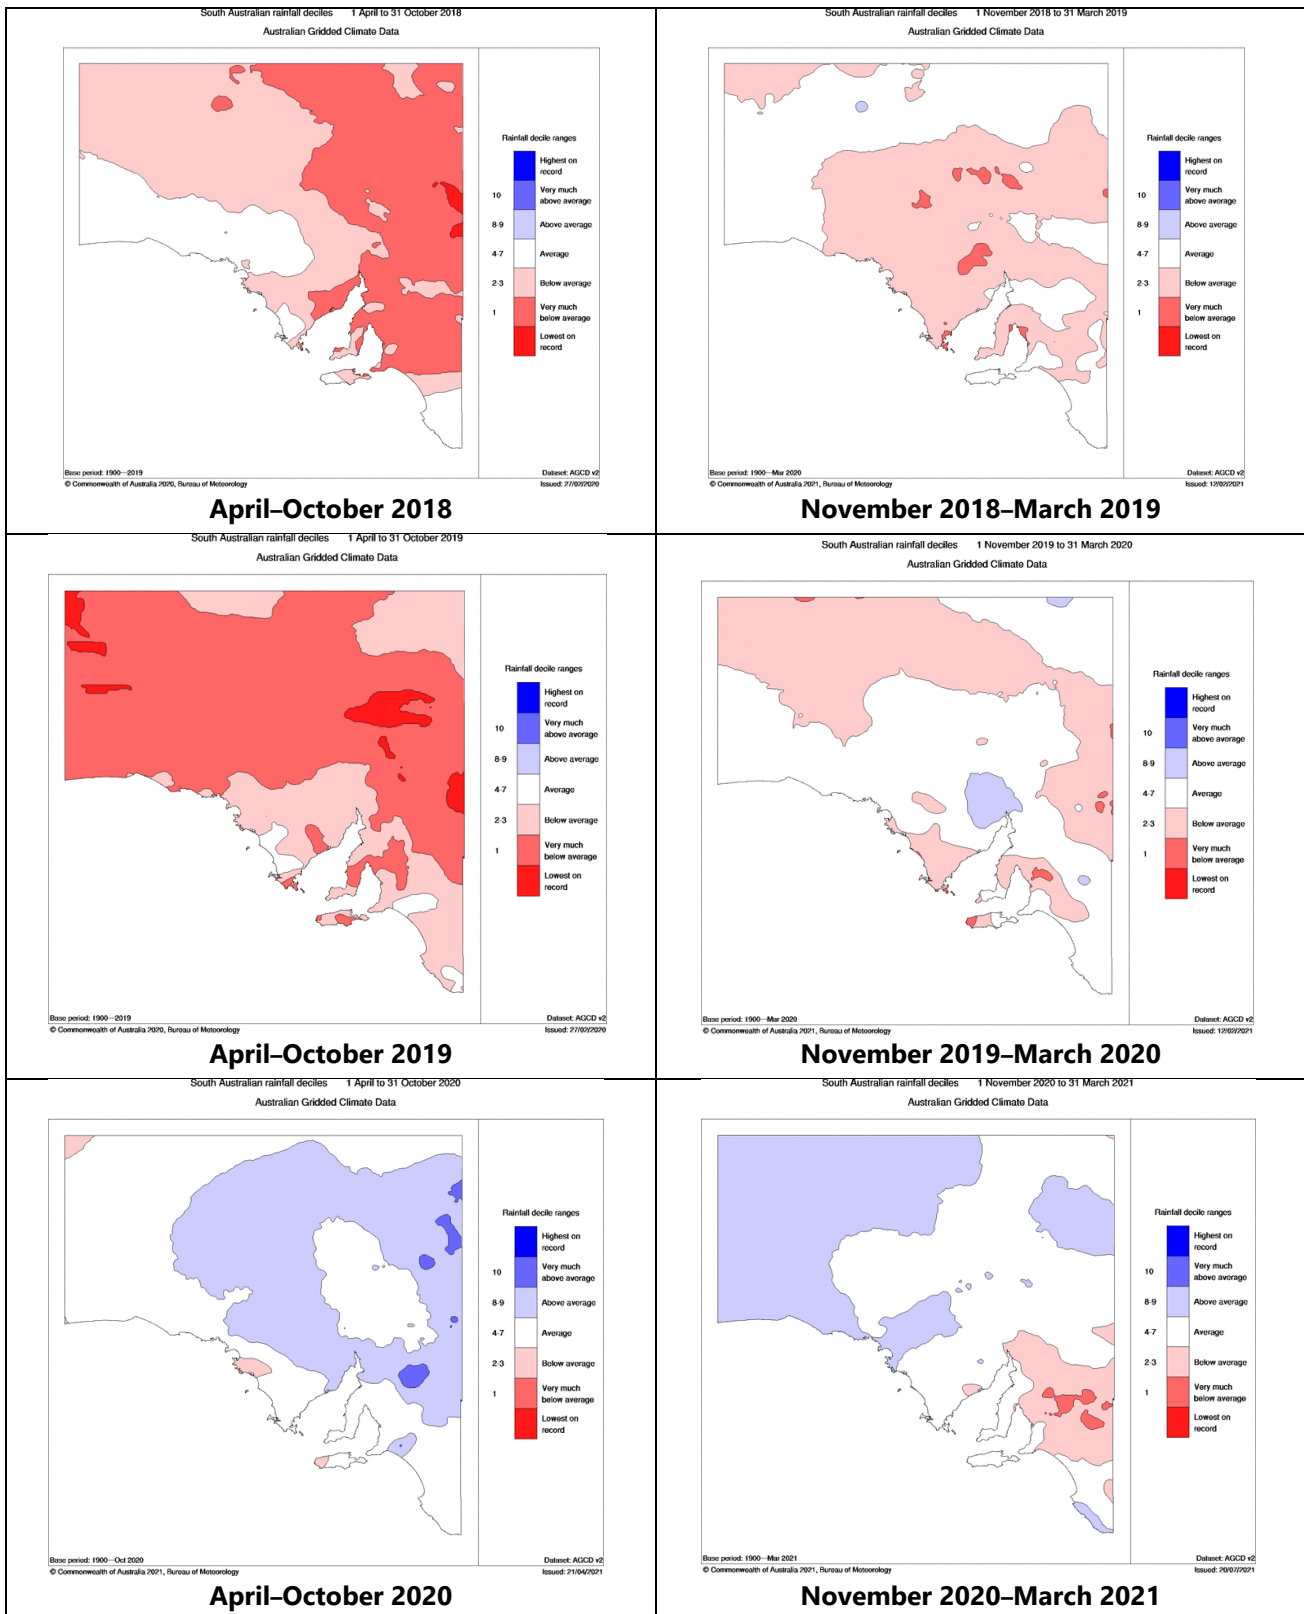 South Australian rainfall deciles 1 April to 31 October 2018
Australian Gridded Climate Data
Rainfall decile ranges
Highest on
record
10 Very much
above average
8-9 Above average
4-7 Average
2-3 Below average
1 Very much
below average
Lowest on
record
Base period: 1900—2019 Dataset: AGCD v2
© Commonwealth of Australia 2020, Bureau of Meteorology Issued: 27/02/2020
April–October 2018
South Australian rainfall deciles 1 November 2018 to 31 March 2019
Australian Gridded Climate Data
Rainfall decile ranges
Highest on
record
10 Very much
above average
8-9 Above average
4-7 Average
2-3 Below average
1 Very much
below average
Lowest on
record
Base period: 1900—Mar 2020 Dataset: AGCD v2
© Commonwealth of Australia 2021, Bureau of Meteorology Issued: 12/02/2021
November 2018–March 2019
South Australian rainfall deciles 1 April to 31 October 2019
Australian Gridded Climate Data
Rainfall decile ranges
Highest on
record
10 Very much
above average
8-9 Above average
4-7 Average
2-3 Below average
1 Very much
below average
Lowest on
record
Base period: 1900—2019 Dataset: AGCD v2
© Commonwealth of Australia 2020, Bureau of Meteorology Issued: 27/02/2020
April–October 2019
South Australian rainfall deciles 1 November 2019 to 31 March 2020
Australian Gridded Climate Data
Rainfall decile ranges
Highest on
record
10 Very much
above average
8-9 Above average
4-7 Average
2-3 Below average
1 Very much
below average
Lowest on
record
Base period: 1900—Mar 2020 Dataset: AGCD v2
© Commonwealth of Australia 2021, Bureau of Meteorology Issued: 12/02/2021
November 2019–March 2020
South Australian rainfall deciles 1 April to 31 October 2020
Australian Gridded Climate Data
Rainfall decile ranges
Highest on
record
10 Very much
above average
8-9 Above average
4-7 Average
2-3 Below average
1 Very much
below average
Lowest on
record
Base period: 1900—Oct 2020 Dataset: AGCD v2
© Commonwealth of Australia 2021, Bureau of Meteorology Issued: 21/04/2021
April–October 2020
South Australian rainfall deciles 1 November 2020 to 31 March 2021
Australian Gridded Climate Data
Rainfall decile ranges
Highest on
record
10 Very much
above average
8-9 Above average
4-7 Average
2-3 Below average
1 Very much
below average
Lowest on
record
Base period: 1900—Mar 2021 Dataset: AGCD v2
© Commonwealth of Australia 2021, Bureau of Meteorology Issued: 20/07/2021
November 2020–March 2021